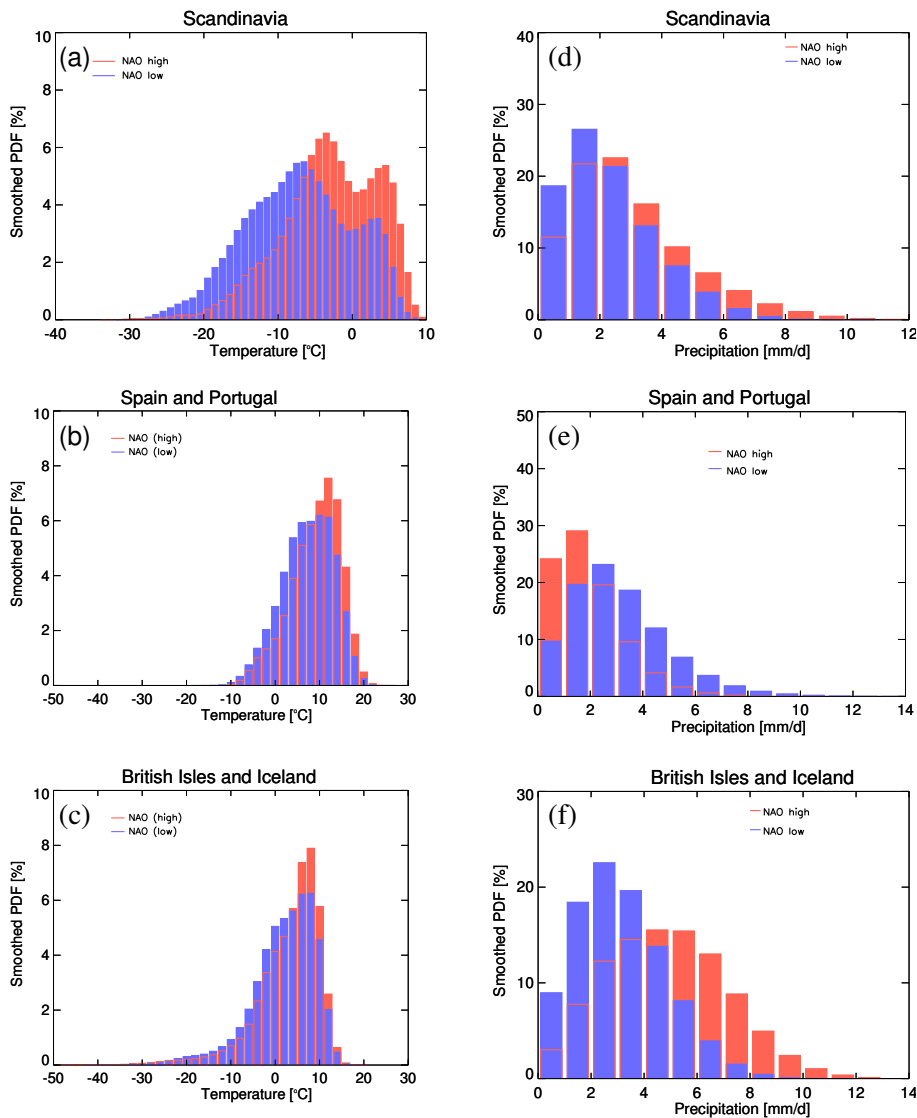 Scandinavia
(a)
NAO high
NAO low
10
8
6
4
2
0
Smoothed PDF [%]
-40
-30
-20
-10
0
10
Temperature [°C]
Scandinavia
(d)
NAO high
NAO low
40
30
20
10
0
Smoothed PDF [%]
0
2
4
6
8
10
12
Precipitation [mm/d]
Spain and Portugal
(b)
NAO (high)
NAO (low)
10
8
6
4
2
0
Smoothed PDF [%]
-50
-40
-30
-20
-10
0
10
20
30
Temperature [°C]
Spain and Portugal
(e)
NAO high
NAO low
50
40
30
20
10
0
Smoothed PDF [%]
0
2
4
6
8
10
12
14
Precipitation [mm/d]
British Isles and Iceland
(c)
NAO (high)
NAO (low)
10
8
6
4
2
0
Smoothed PDF [%]
-50
-40
-30
-20
-10
0
10
20
30
Temperature [°C]
British Isles and Iceland
(f)
NAO high
NAO low
30
20
10
0
Smoothed PDF [%]
0
2
4
6
8
10
12
14
Precipitation [mm/d]